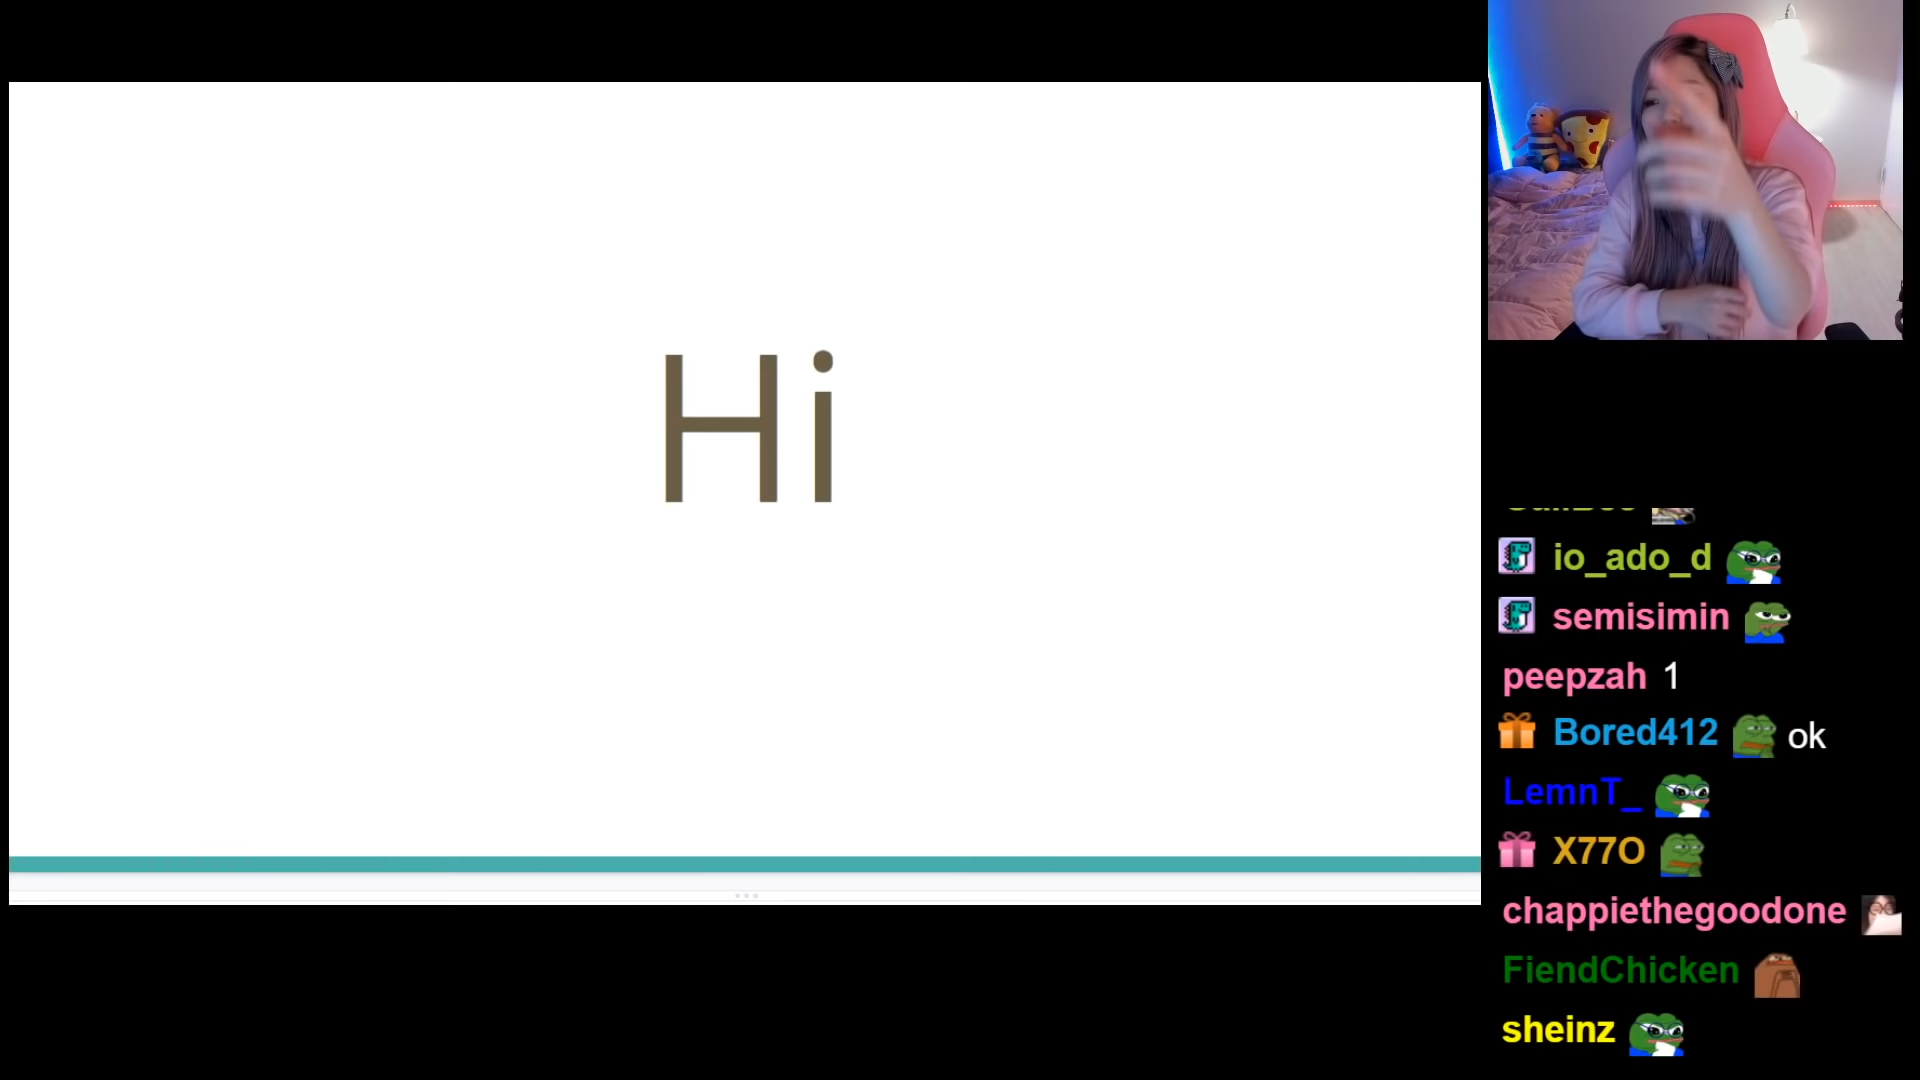 Hi
io_ado_d
semisimin
peepzah 1
Bored412 ok
LemnT_
X77O
chappiethegoodone
FiendChicken
sheinz